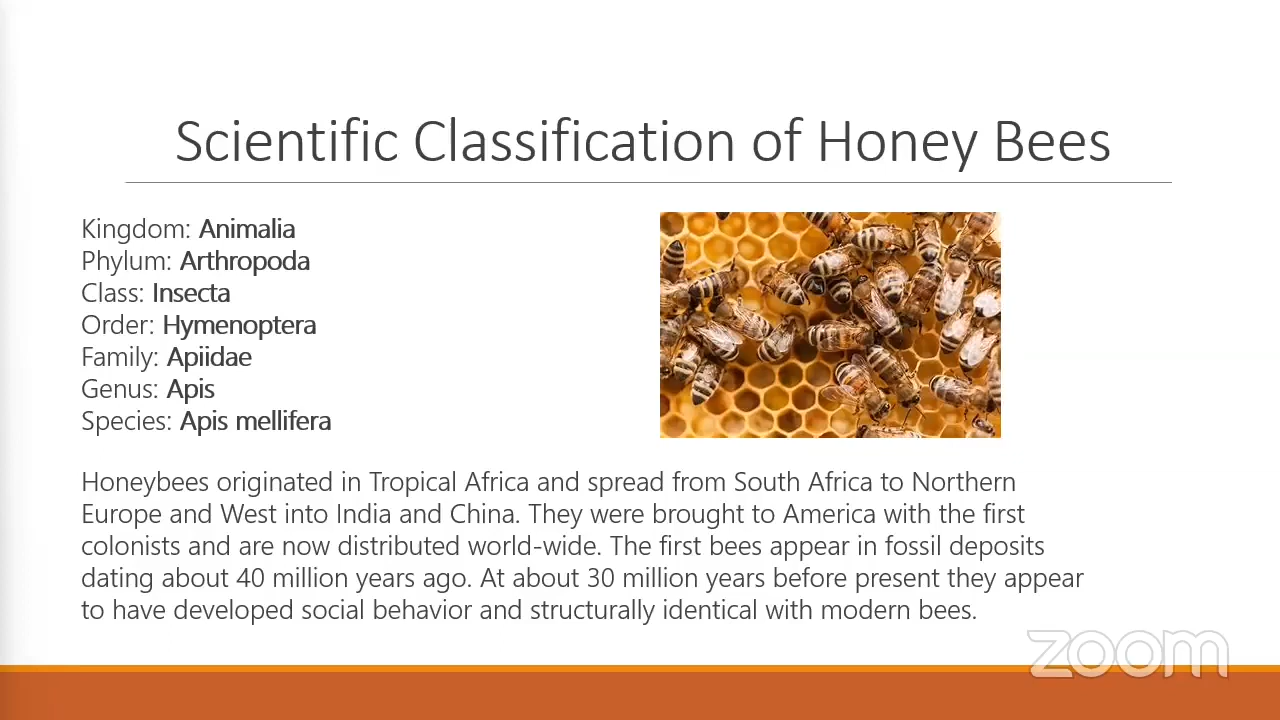 Scientific Classification of Honey Bees
Kingdom: Animalia
Phylum: Arthropoda
Class: Insecta
Order: Hymenoptera
Family: Apiidae
Genus: Apis
Species: Apis mellifera
Honeybees originated in Tropical Africa and spread from South Africa to Northern
Europe and West into India and China. They were brought to America with the first
colonists and are now distributed world-wide. The first bees appear in fossil deposits
dating about 40 million years ago. At about 30 million years before present they appear
to have developed social behavior and structurally identical with modern bees.
zoom